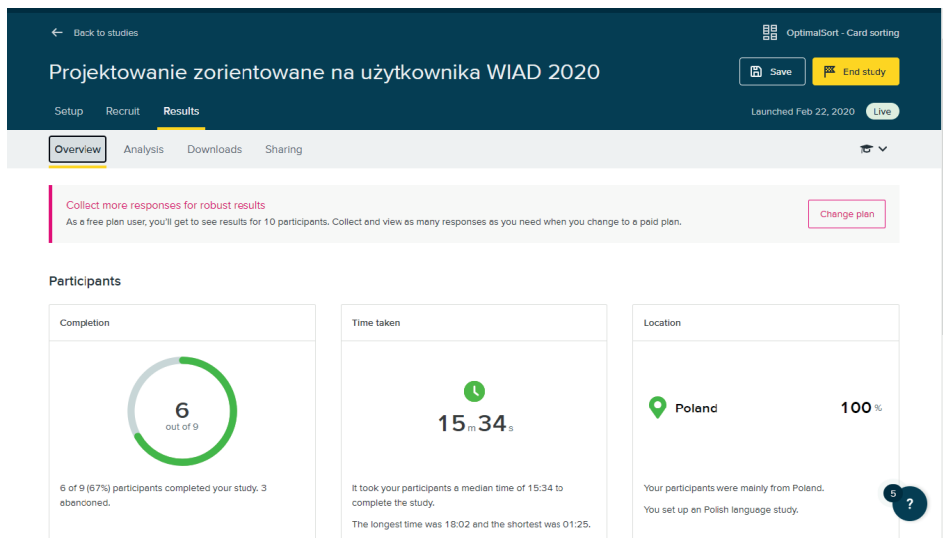 ← Back to studies
OptimalSort - Card sorting
Projektowanie zorientowane na użytkownika WIAD 2020
Save
End study
Setup Recruit Results
Launched Feb 22, 2020 Live
Overview Analysis Downloads Sharing
Collect more responses for robust results
As a free plan user, you'll get to see results for 10 participants. Collect and view as many responses as you need when you change to a paid plan.
Change plan
Participants
Completion
6
out of 9
6 of 9 (67%) participants completed your study. 3
abandoned.
Time taken
15 m 34 s
It took your participants a median time of 15:34 to
complete the study.
The longest time was 18:02 and the shortest was 01:25.
Location
Poland 100 %
Your participants were mainly from Poland.
You set up an Polish language study.
5
?